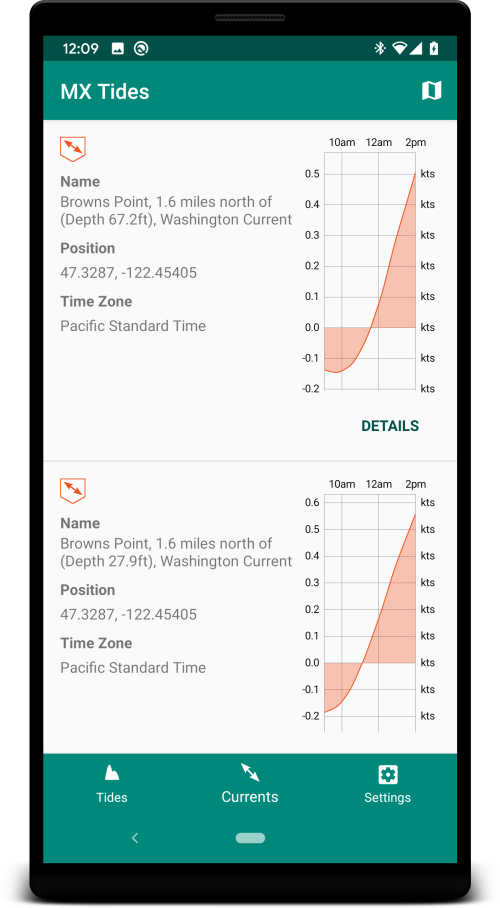 12:09
MX Tides
10am 12am 2pm
Name
Browns Point, 1.6 miles north of
(Depth 67.2ft), Washington Current
Position
47.3287, -122.45405
Time Zone
Pacific Standard Time
0.5 kts
0.4 kts
0.3 kts
0.2 kts
0.1 kts
0.0 kts
-0.1 kts
-0.2 kts
DETAILS
10am 12am 2pm
Name
Browns Point, 1.6 miles north of
(Depth 27.9ft), Washington Current
Position
47.3287, -122.45405
Time Zone
Pacific Standard Time
0.6 kts
0.5 kts
0.4 kts
0.3 kts
0.2 kts
0.1 kts
0.0 kts
-0.1 kts
-0.2 kts
Tides Currents Settings